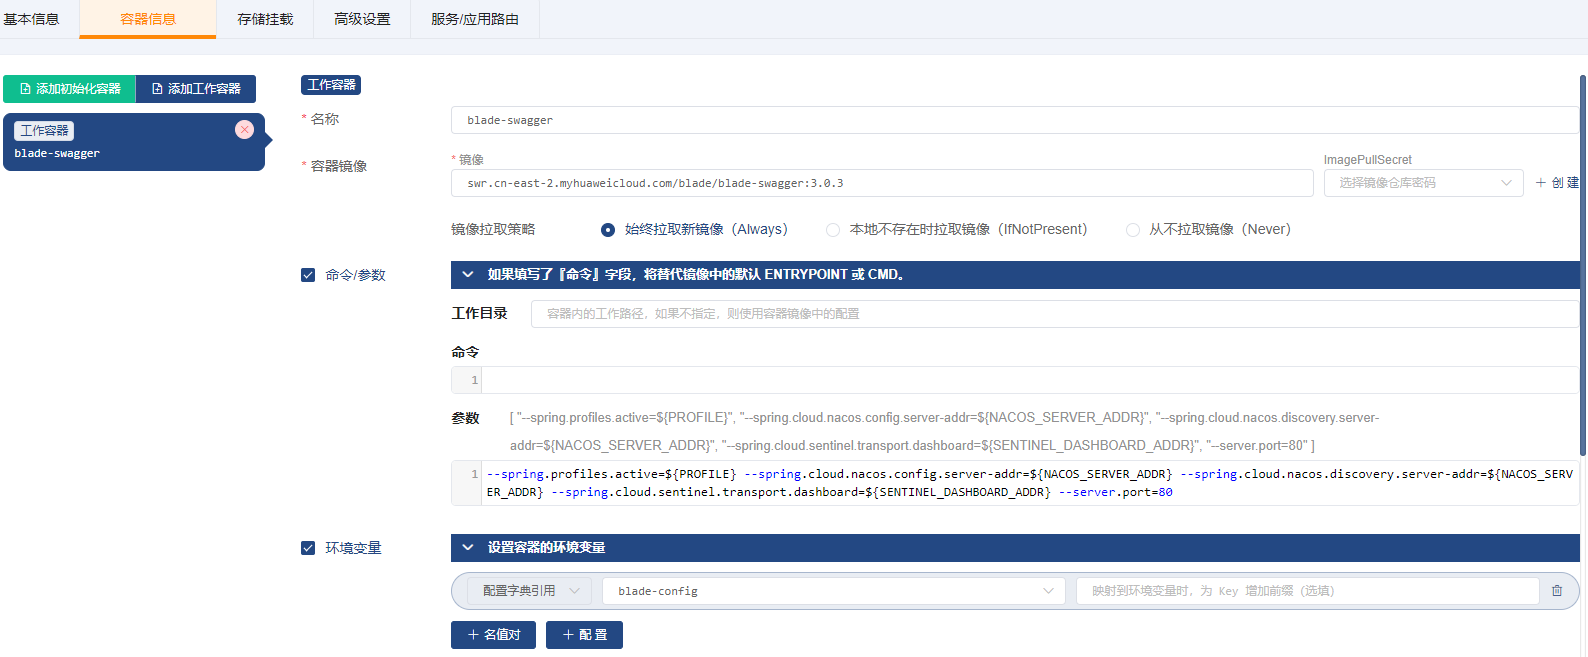 基本信息
容器信息
存储挂载
高级设置
服务/应用路由
添加初始化容器
添加工作容器
工作容器
blade-swagger
工作容器
* 名称
blade-swagger
* 容器镜像
* 镜像
ImagePullSecret
swr.cn-east-2.myhuaweicloud.com/blade/blade-swagger:3.0.3
选择镜像仓库密码
+ 创 建
镜像拉取策略
始终拉取新镜像（Always）
本地不存在时拉取镜像（IfNotPresent）
从不拉取镜像（Never）
命令/参数
如果填写了『命令』字段，将替代镜像中的默认 ENTRYPOINT 或 CMD。
工作目录
容器内的工作路径，如果不指定，则使用容器镜像中的配置
命令
1
参数
[ "--spring.profiles.active=${PROFILE}", "--spring.cloud.nacos.config.server-addr=${NACOS_SERVER_ADDR}", "--spring.cloud.nacos.discovery.server-
addr=${NACOS_SERVER_ADDR}", "--spring.cloud.sentinel.transport.dashboard=${SENTINEL_DASHBOARD_ADDR}", "--server.port=80" ]
1
--spring.profiles.active=${PROFILE} --spring.cloud.nacos.config.server-addr=${NACOS_SERVER_ADDR} --spring.cloud.nacos.discovery.server-addr=${NACOS_SERV
ER_ADDR} --spring.cloud.sentinel.transport.dashboard=${SENTINEL_DASHBOARD_ADDR} --server.port=80
环境变量
设置容器的环境变量
配置字典引用
blade-config
映射到环境变量时，为 Key 增加前缀（选填）
+ 名值对
+ 配 置